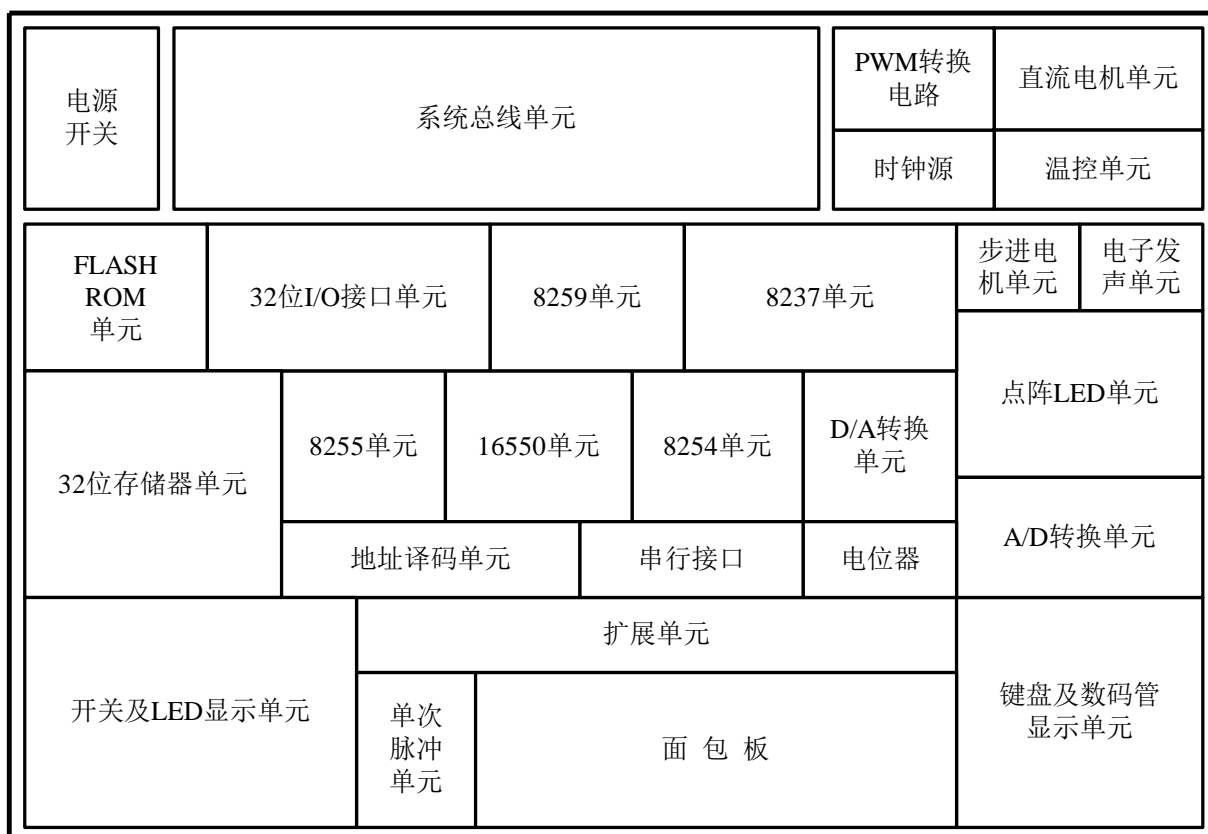 电源
开关
系统总线单元
PWM转换
电路
直流电机单元
时钟源
温控单元
FLASH
ROM
单元
32位I/O接口单元
8259单元
8237单元
步进电
机单元
电子发
声单元
点阵LED单元
32位存储器单元
8255单元
16550单元
8254单元
D/A转换
单元
A/D转换单元
地址译码单元
串行接口
电位器
开关及LED显示单元
扩展单元
键盘及数码管
显示单元
单次
脉冲
单元
面 包 板